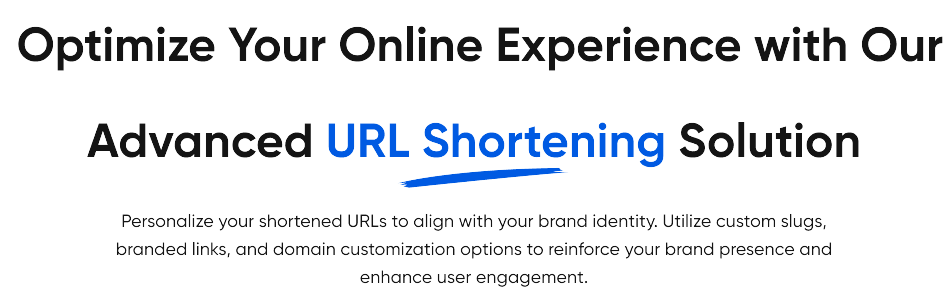 Optimize Your Online Experience with Our
Advanced URL Shortening Solution
Personalize your shortened URLs to align with your brand identity. Utilize custom slugs,
branded links, and domain customization options to reinforce your brand presence and
enhance user engagement.